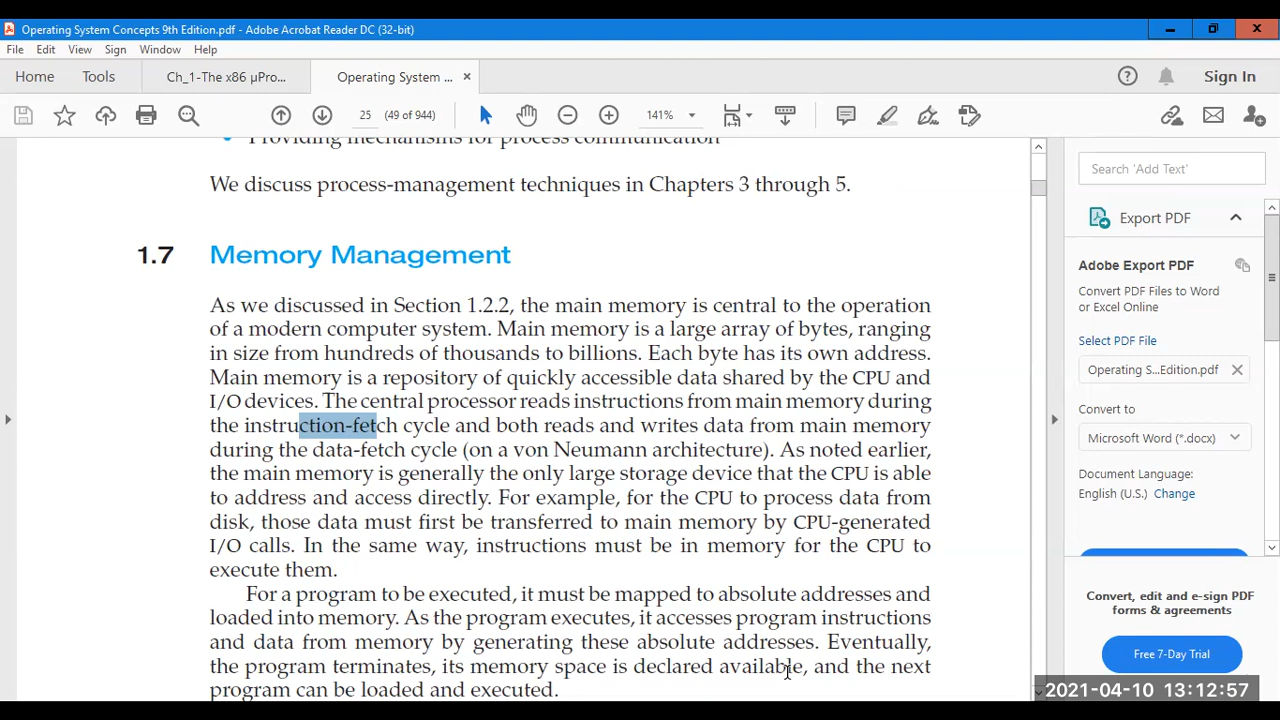 Operating System Concepts 9th Edition.pdf - Adobe Acrobat Reader DC (32-bit)
File Edit View Sign Window Help
Home Tools Ch_1-The x86 µPro... Operating System ... × Sign In
25 (49 of 944) 141%
Providing mechanisms for process communication
We discuss process-management techniques in Chapters 3 through 5.
1.7 Memory Management
As we discussed in Section 1.2.2, the main memory is central to the operation
of a modern computer system. Main memory is a large array of bytes, ranging
in size from hundreds of thousands to billions. Each byte has its own address.
Main memory is a repository of quickly accessible data shared by the CPU and
I/O devices. The central processor reads instructions from main memory during
the instruction-fetch cycle and both reads and writes data from main memory
during the data-fetch cycle (on a von Neumann architecture). As noted earlier,
the main memory is generally the only large storage device that the CPU is able
to address and access directly. For example, for the CPU to process data from
disk, those data must first be transferred to main memory by CPU-generated
I/O calls. In the same way, instructions must be in memory for the CPU to
execute them.
For a program to be executed, it must be mapped to absolute addresses and
loaded into memory. As the program executes, it accesses program instructions
and data from memory by generating these absolute addresses. Eventually,
the program terminates, its memory space is declared available, and the next
program can be loaded and executed.
Search 'Add Text'
Export PDF
Adobe Export PDF
Convert PDF Files to Word
or Excel Online
Select PDF File
Operating S...Edition.pdf ×
Convert to
Microsoft Word (*.docx)
Document Language:
English (U.S.) Change
Convert, edit and e-sign PDF
forms & agreements
Free 7-Day Trial
2021-04-10 13:12:57